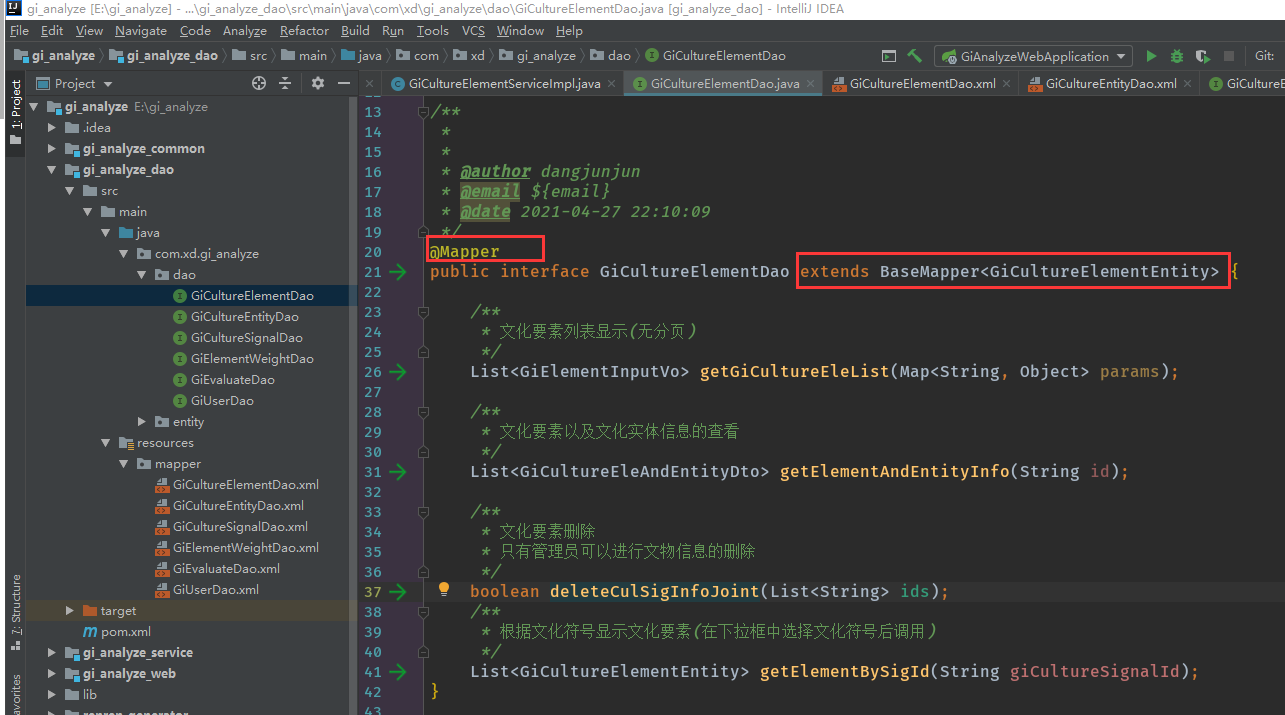 gi_analyze [E:\gi_analyze] - ...\gi_analyze_dao\src\main\java\com\xd\gi_analyze\dao\GiCultureElementDao.java [gi_analyze_dao] - IntelliJ IDEA
File Edit View Navigate Code Analyze Refactor Build Run Tools VCS Window Help
gi_analyze gi_analyze_dao src main java com xd gi_analyze dao GiCultureElementDao GiAnalyzeWebApplication Git:
Project
GiCultureElementServiceImpl.java GiCultureElementDao.java GiCultureElementDao.xml GiCultureEntityDao.xml GiCultureE
1: Project
7: Structure
avorites
gi_analyze E:\gi_analyze
.idea
gi_analyze_common
gi_analyze_dao
src
main
java
com.xd.gi_analyze
dao
GiCultureElementDao
GiCultureEntityDao
GiCultureSignalDao
GiElementWeightDao
GiEvaluateDao
GiUserDao
entity
resources
mapper
GiCultureElementDao.xml
GiCultureEntityDao.xml
GiCultureSignalDao.xml
GiElementWeightDao.xml
GiEvaluateDao.xml
GiUserDao.xml
target
pom.xml
gi_analyze_service
gi_analyze_web
lib
13 /**
14 *
15 *
16 * @author dangjunjun
17 * @email ${email}
18 * @date 2021-04-27 22:10:09
19 */
20 @Mapper
21 public interface GiCultureElementDao extends BaseMapper<GiCultureElementEntity> {
22
23 /**
24 * 文化要素列表显示(无分页)
25 */
26 List<GiElementInputVo> getGiCultureEleList(Map<String, Object> params);
27
28 /**
29 * 文化要素以及文化实体信息的查看
30 */
31 List<GiCultureEleAndEntityDto> getElementAndEntityInfo(String id);
32
33 /**
34 * 文化要素删除
35 * 只有管理员可以进行文物信息的删除
36 */
37 boolean deleteCulSigInfoJoint(List<String> ids);
38 /**
39 * 根据文化符号显示文化要素(在下拉框中选择文化符号后调用)
40 */
41 List<GiCultureElementEntity> getElementBySigId(String giCultureSignalId);
42 }
43